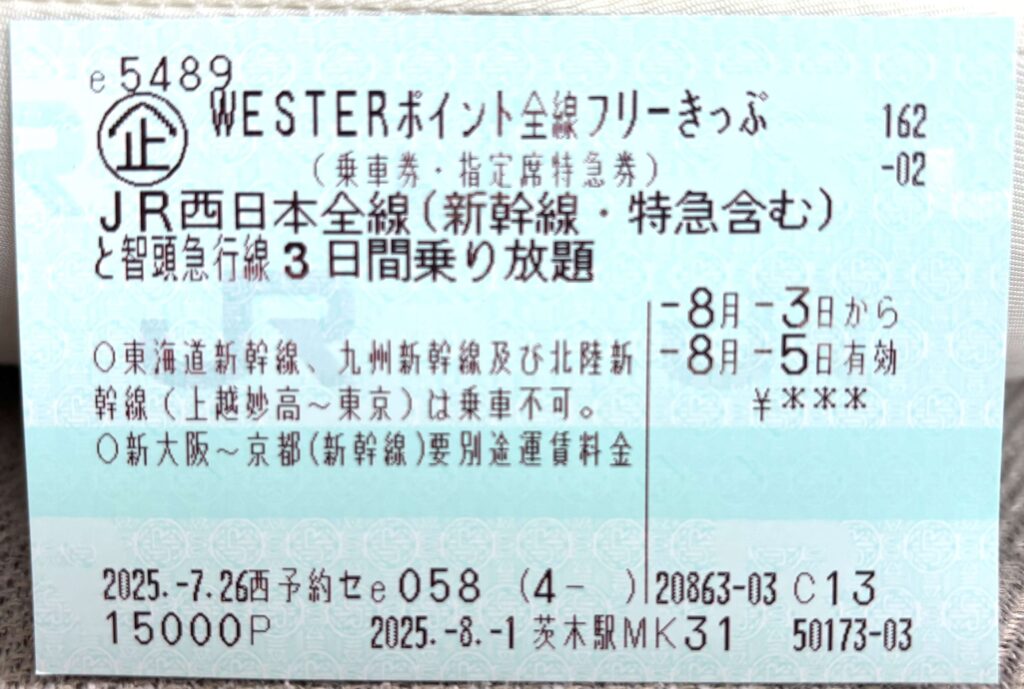 e5489
企 WESTERポイント全線フリーきっぷ 162
(乗車券・指定席特急券) -02
JR西日本全線(新幹線・特急含む)
と智頭急行線3日間乗り放題
-8月-3日から
○東海道新幹線、九州新幹線及び北陸新 -8月-5日有効
幹線(上越妙高~東京)は乗車不可。 ¥***
○新大阪~京都(新幹線)要別途運賃料金
2025.-7.26西予約セe058 (4- ) 20863-03 C13
15000P 2025.-8.-1 茨木駅MK31 50173-03